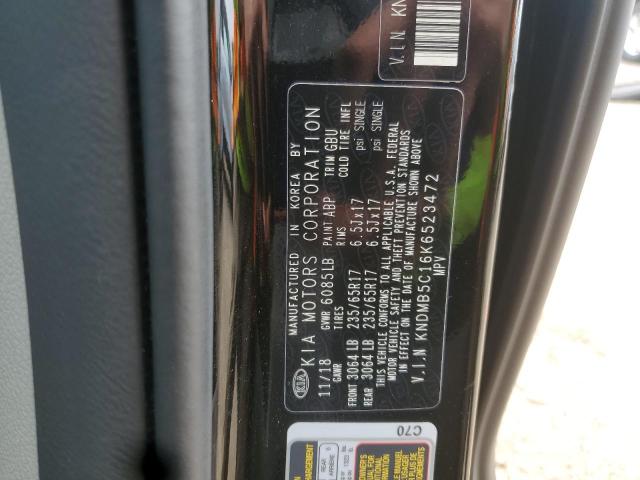 MANUFACTURED IN KOREA BY
KIA KIA MOTORS CORPORATION
11/18 GVWR 6085LB PAINT ABP TRIM GBU
GAWR TIRES RIMS COLD TIRE INFL
FRONT 3064 LB 235/65R17 6.5Jx17 psi SINGLE
REAR 3064 LB 235/65R17 6.5Jx17 psi SINGLE
THIS VEHICLE CONFORMS TO ALL APPLICABLE U.S.A. FEDERAL
MOTOR VEHICLE SAFETY AND THEFT PREVENTION STANDARDS
IN EFFECT ON THE DATE OF MANUFACTURE SHOWN ABOVE
V.I.N KNDMB5C16K6523472
MPV
V.I.N KN
C70
REAR